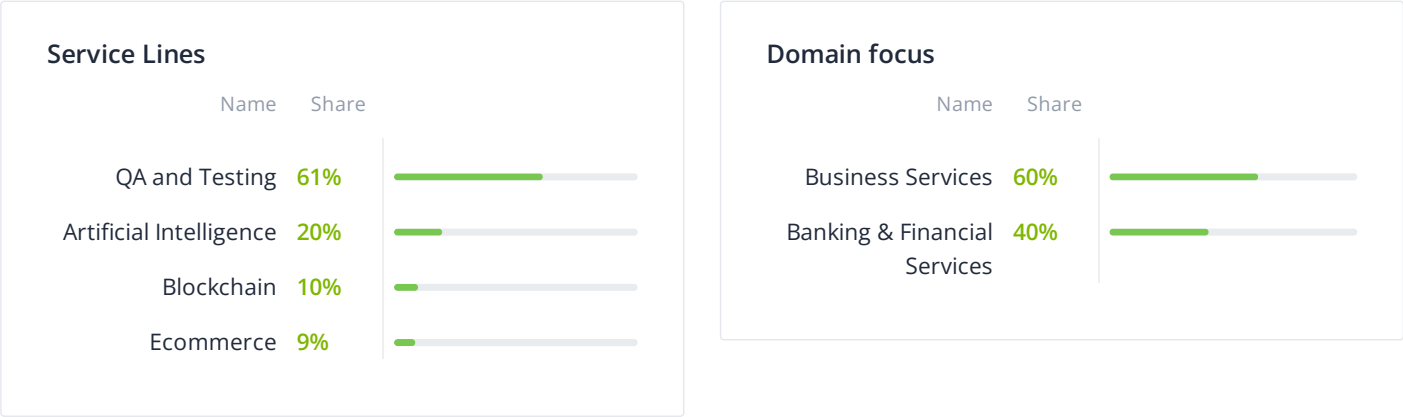 Service Lines
Name Share
QA and Testing 61%
Artificial Intelligence 20%
Blockchain 10%
Ecommerce 9%
Domain focus
Name Share
Business Services 60%
Banking & Financial 40%
Services